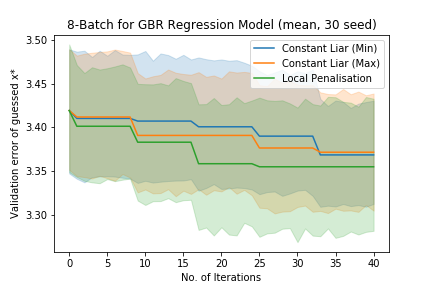 8-Batch for GBR Regression Model (mean, 30 seed)
3.50
3.45
3.40
3.35
3.30
Validation error of guessed x*
Constant Liar (Min)
Constant Liar (Max)
Local Penalisation
0 5 10 15 20 25 30 35 40
No. of Iterations